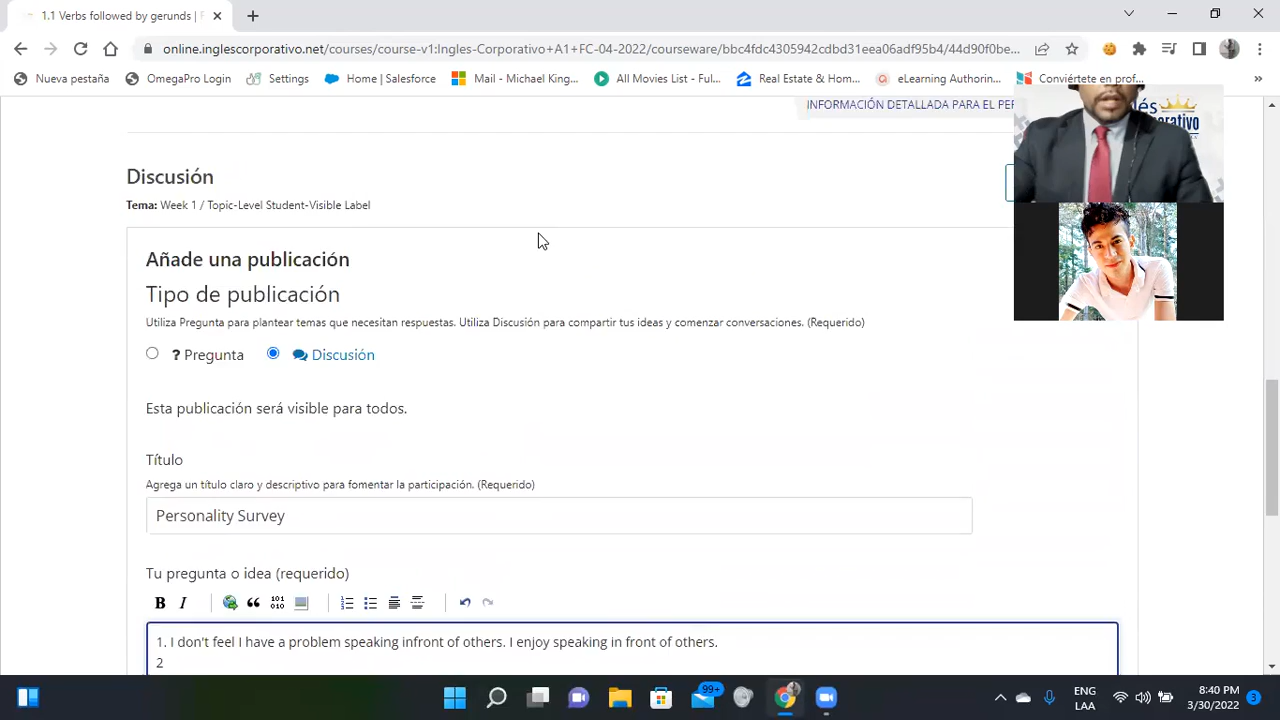 1.1 Verbs followed by gerunds |
online.inglescorporativo.net/courses/course-v1:Ingles-Corporativo+A1+FC-04-2022/courseware/bbc4fdc4305942cdbd31eea06adf95b4/44d90f0be...
Nueva pestaña
OmegaPro Login
Settings
Home | Salesforce
Mail - Michael King...
All Movies List - Ful...
Real Estate & Hom...
eLearning Authorin...
Conviértete en prof...
»
INFORMACIÓN DETALLADA PARA EL PER
Discusión
Tema: Week 1 / Topic-Level Student-Visible Label
Añade una publicación
Tipo de publicación
Utiliza Pregunta para plantear temas que necesitan respuestas. Utiliza Discusión para compartir tus ideas y comenzar conversaciones. (Requerido)
? Pregunta
Discusión
Esta publicación será visible para todos.
Título
Agrega un título claro y descriptivo para fomentar la participación. (Requerido)
Personality Survey
Tu pregunta o idea (requerido)
B I
101
010
1. I don't feel I have a problem speaking infront of others. I enjoy speaking in front of others.
2
99+
ENG
LAA
8:40 PM
3/30/2022
3